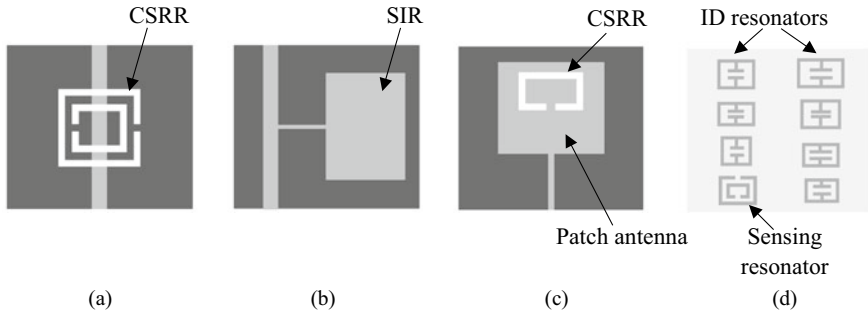 CSRR
SIR
CSRR
ID resonators
Patch antenna
Sensing
resonator
(a)
(b)
(c)
(d)